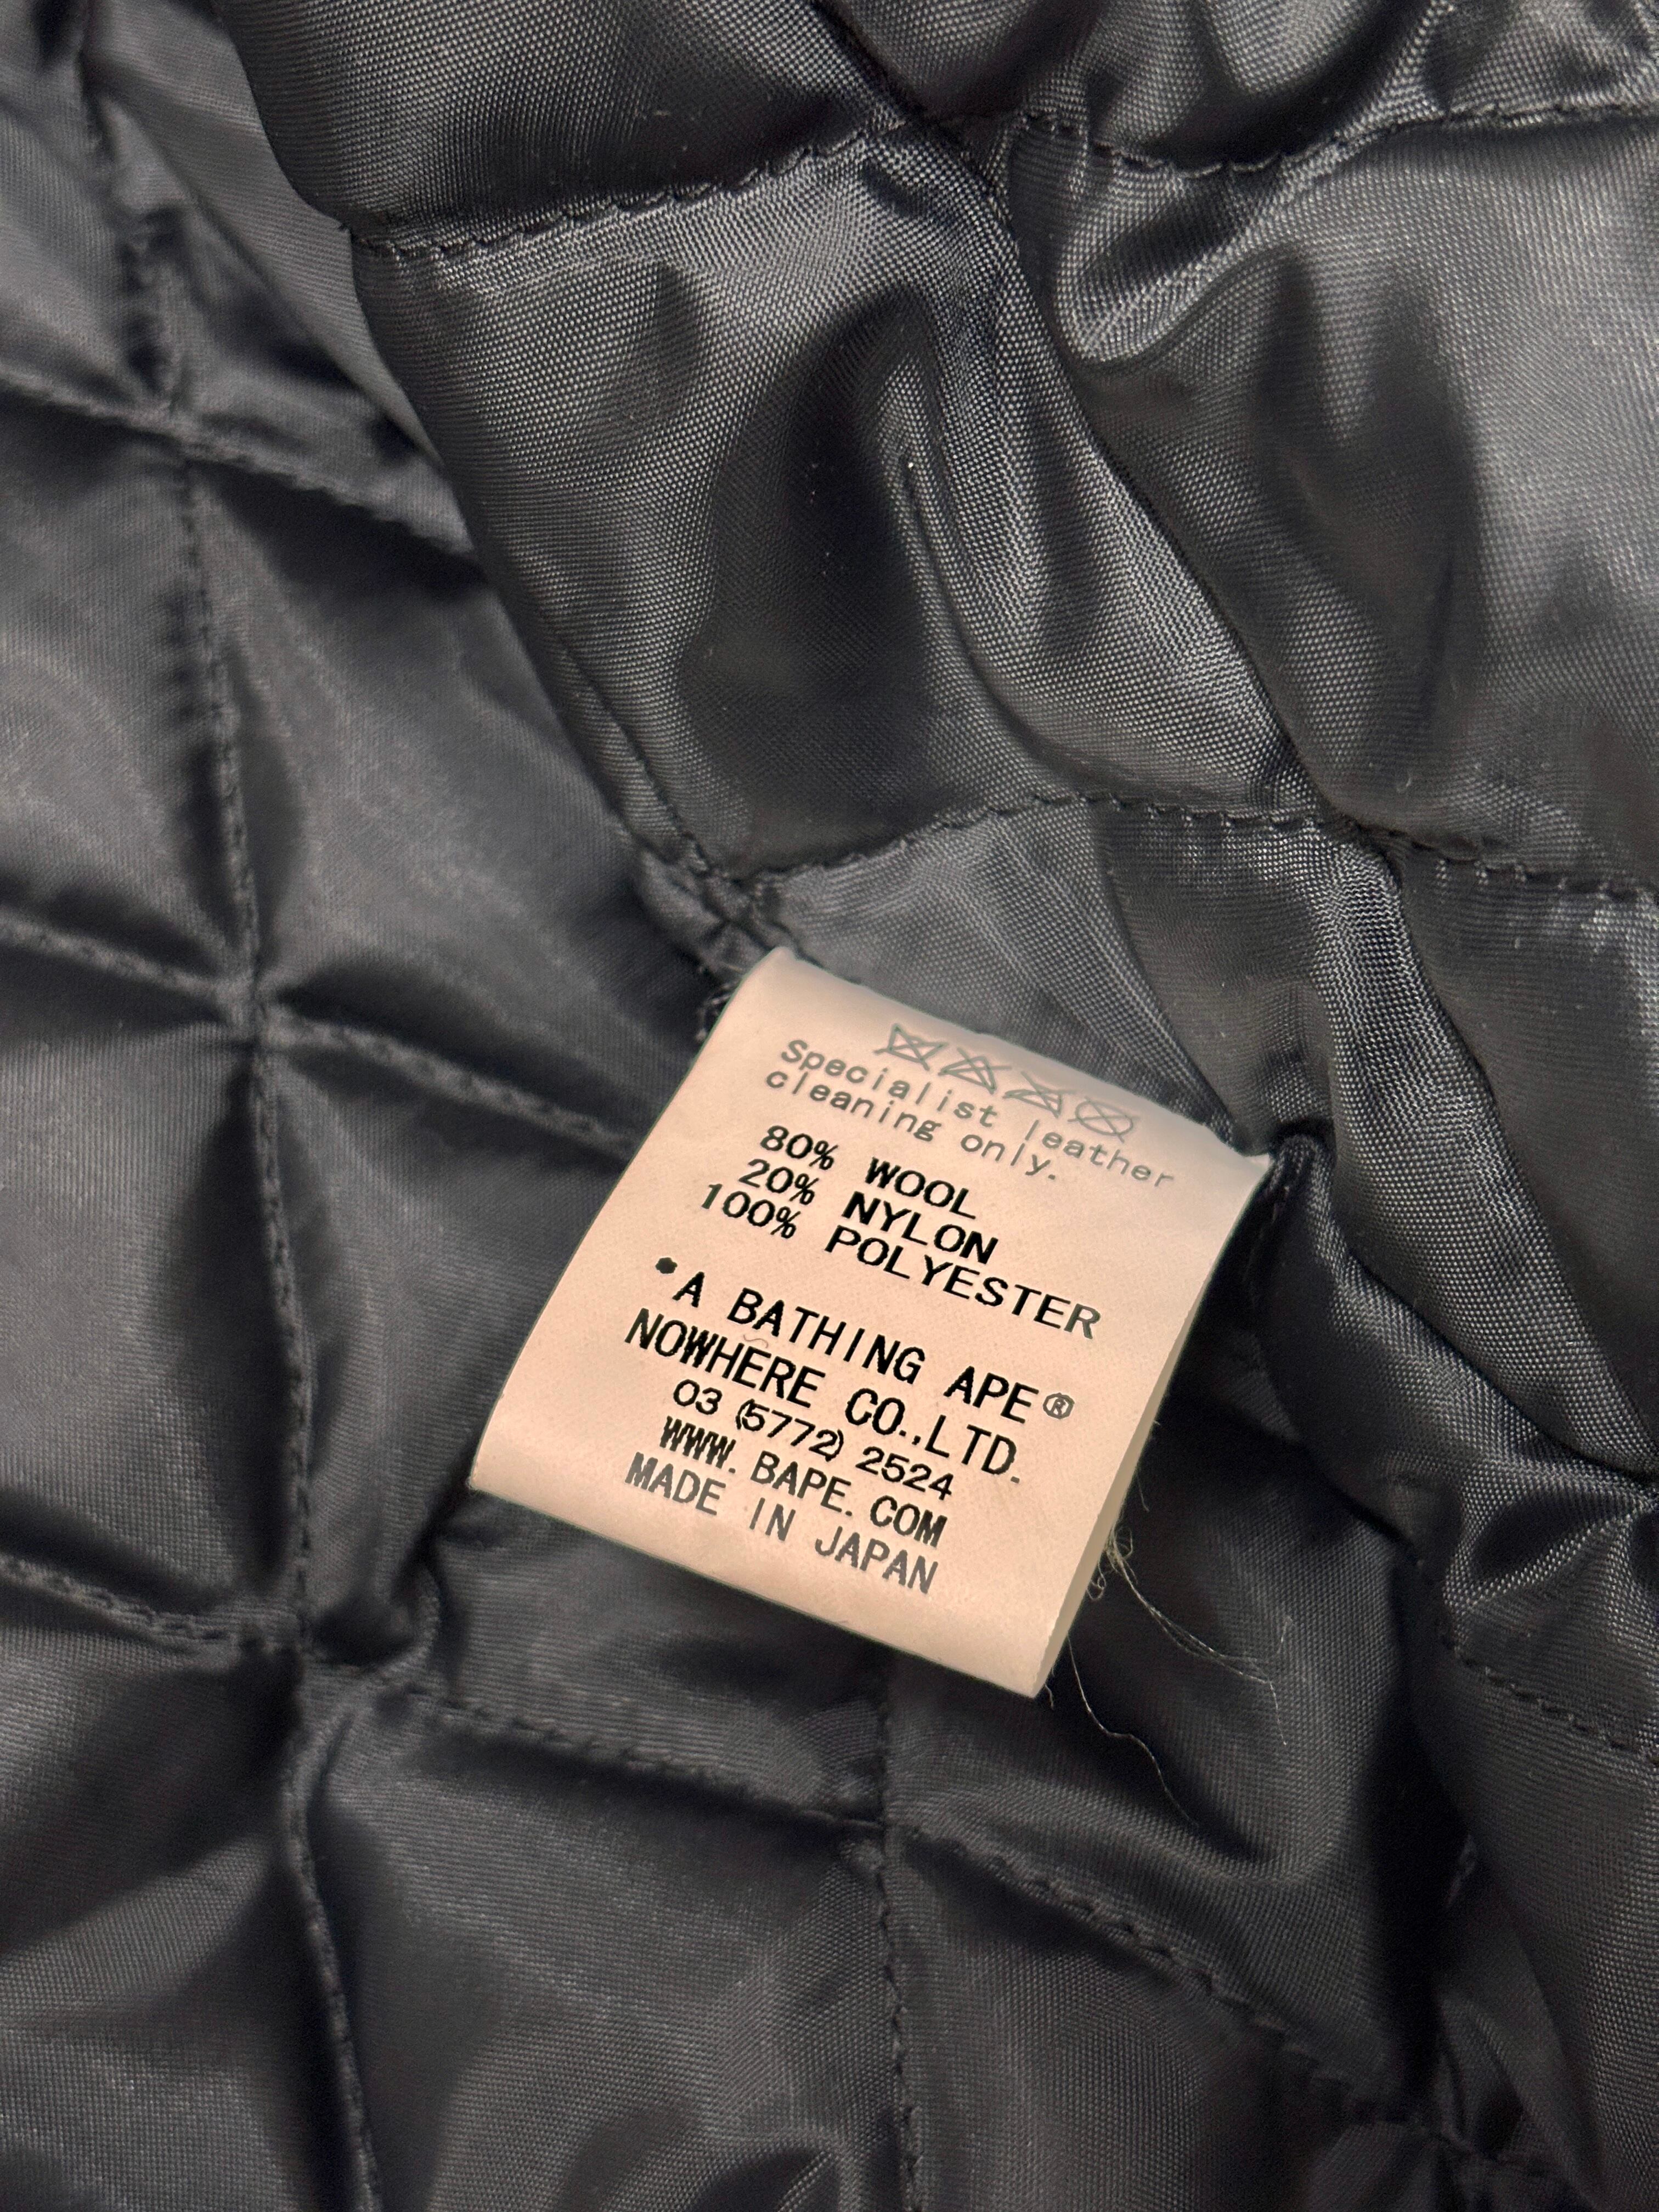 Specialist leather
cleaning only.
80% WOOL
20% NYLON
100% POLYESTER
•A BATHING APE®
NOWHERE CO.,LTD.
03 (5772) 2524
WWW. BAPE. COM
MADE IN JAPAN